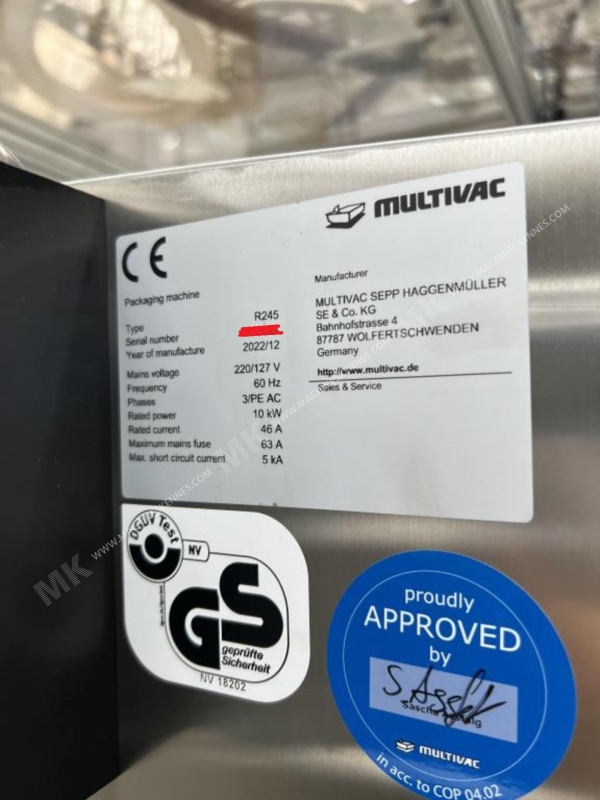 MULTIVAC
CE
Packaging machine
Type R245
Serial number
Year of manufacture 2022/12
Mains voltage 220/127 V
Frequency 60 Hz
Phases 3/PE AC
Rated power 10 kW
Rated current 46 A
Maximum mains fuse 63 A
Max. short circuit current 5 kA
Manufacturer
MULTIVAC SEPP HAGGENMÜLLER
SE & Co. KG
Bahnhofstrasse 4
87787 WOLFERTSCHWENDEN
Germany
http://www.multivac.de
Sales & Service
DGUV Test
NV
GS
geprüfte
Sicherheit
NV 18202
proudly
APPROVED
by
Sascha
MULTIVAC
in acc. to COP 04.02